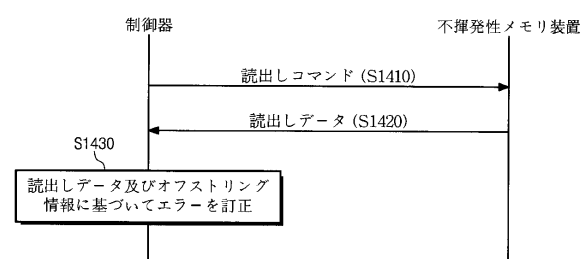 制御器
不揮発性メモリ装置
読出しコマンド(S1410)
読出しデータ(S1420)
S1430
読出しデータ及びオフストリング
情報に基づいてエラーを訂正